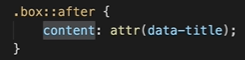 .box::after {
content: attr(data-title);
}